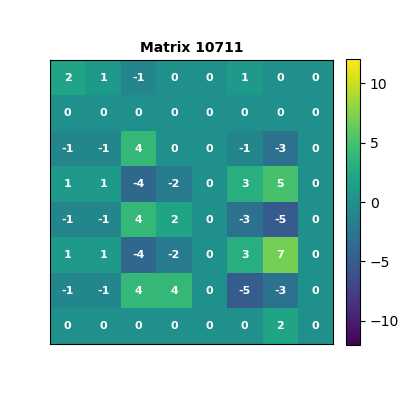 Matrix 10711
2 1 -1 0 0 1 0 0
0 0 0 0 0 0 0 0
-1 -1 4 0 0 -1 -3 0
1 1 -4 -2 0 3 5 0
-1 -1 4 2 0 -3 -5 0
1 1 -4 -2 0 3 7 0
-1 -1 4 4 0 -5 -3 0
0 0 0 0 0 0 2 0
10
5
0
−5
−10